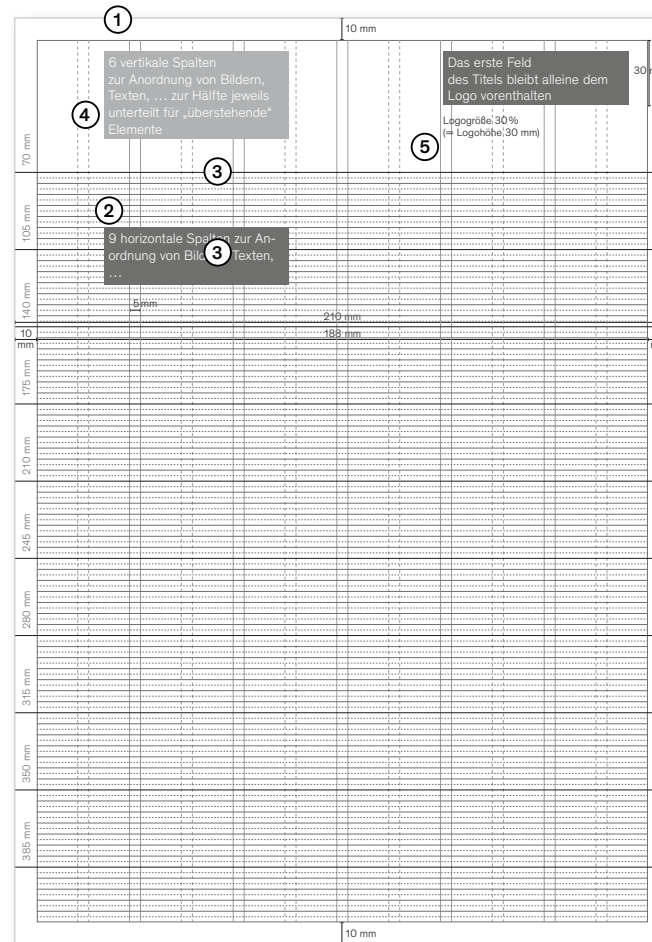 1
10 mm
6 vertikale Spalten
zur Anordnung von Bildern,
Texten, … zur Hälfte jeweils
unterteilt für „überstehende“
Elemente
Das erste Feld
des Titels bleibt alleine dem
Logo vorenthalten
30
4
Logogröße 30%
(= Logohöhe 30 mm)
5
70 mm
3
2
105 mm
9 horizontale Spalten zur An-
ordnung von Texten,
…
3
140 mm
5 mm
210 mm
10
mm
188 mm
175 mm
210 mm
245 mm
280 mm
315 mm
350 mm
385 mm
10 mm